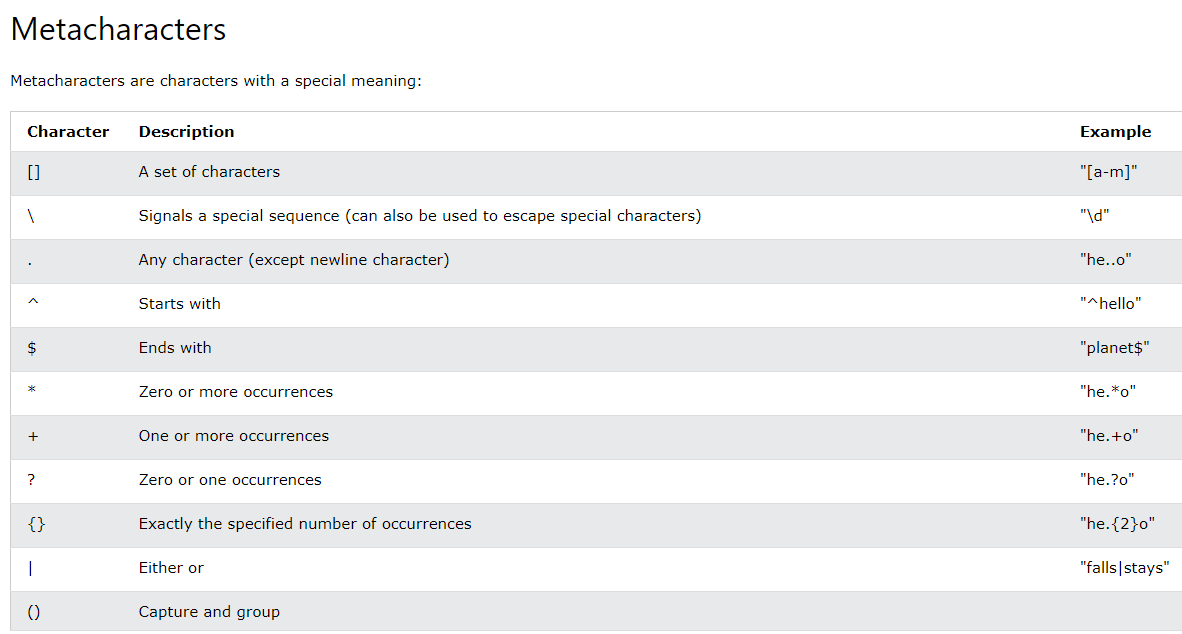 Metacharacters
Metacharacters are characters with a special meaning:
Character Description Example
[] A set of characters "[a-m]"
\ Signals a special sequence (can also be used to escape special characters) "\d"
. Any character (except newline character) "he..o"
^ Starts with "^hello"
$ Ends with "planet$"
* Zero or more occurrences "he.*o"
+ One or more occurrences "he.+o"
? Zero or one occurrences "he.?o"
{} Exactly the specified number of occurrences "he.{2}o"
| Either or "falls|stays"
() Capture and group